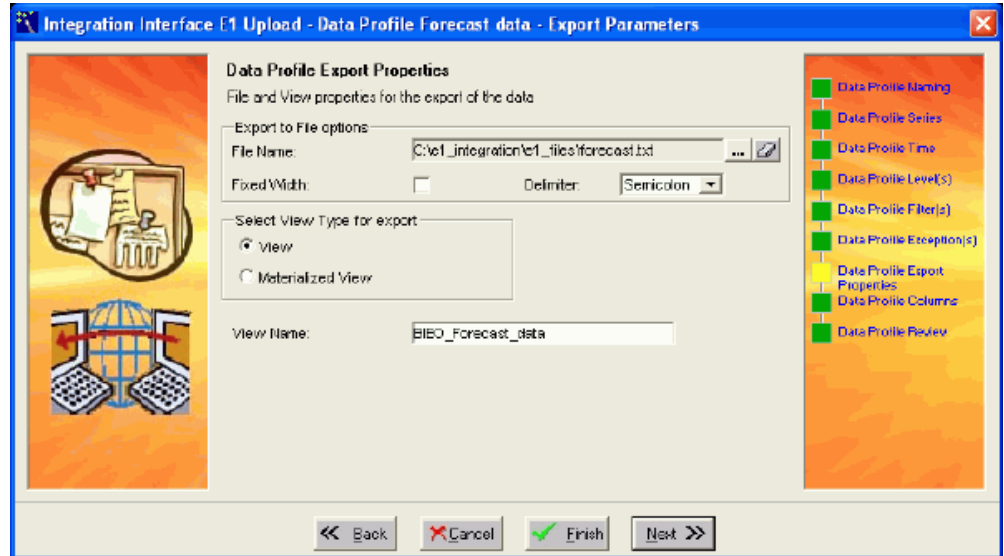 Integration Interface E1 Upload - Data Profile Forecast data - Export Parameters
Data Profile Export Properties
File and View properties for the export of the data
Export to File options
File Name: C:\e1_integration\e1_files\forecast.txt ...
Fixed Width: Delimiter: Semicolon
Select View Type for export
View
Materialized View
View Name: BIEO_Forecast_data
Data Profile Naming
Data Profile Series
Data Profile Time
Data Profile Level(s)
Data Profile Filter(s)
Data Profile Exception(s)
Data Profile Export
Properties
Data Profile Columns
Data Profile Review
Back Cancel Finish Next